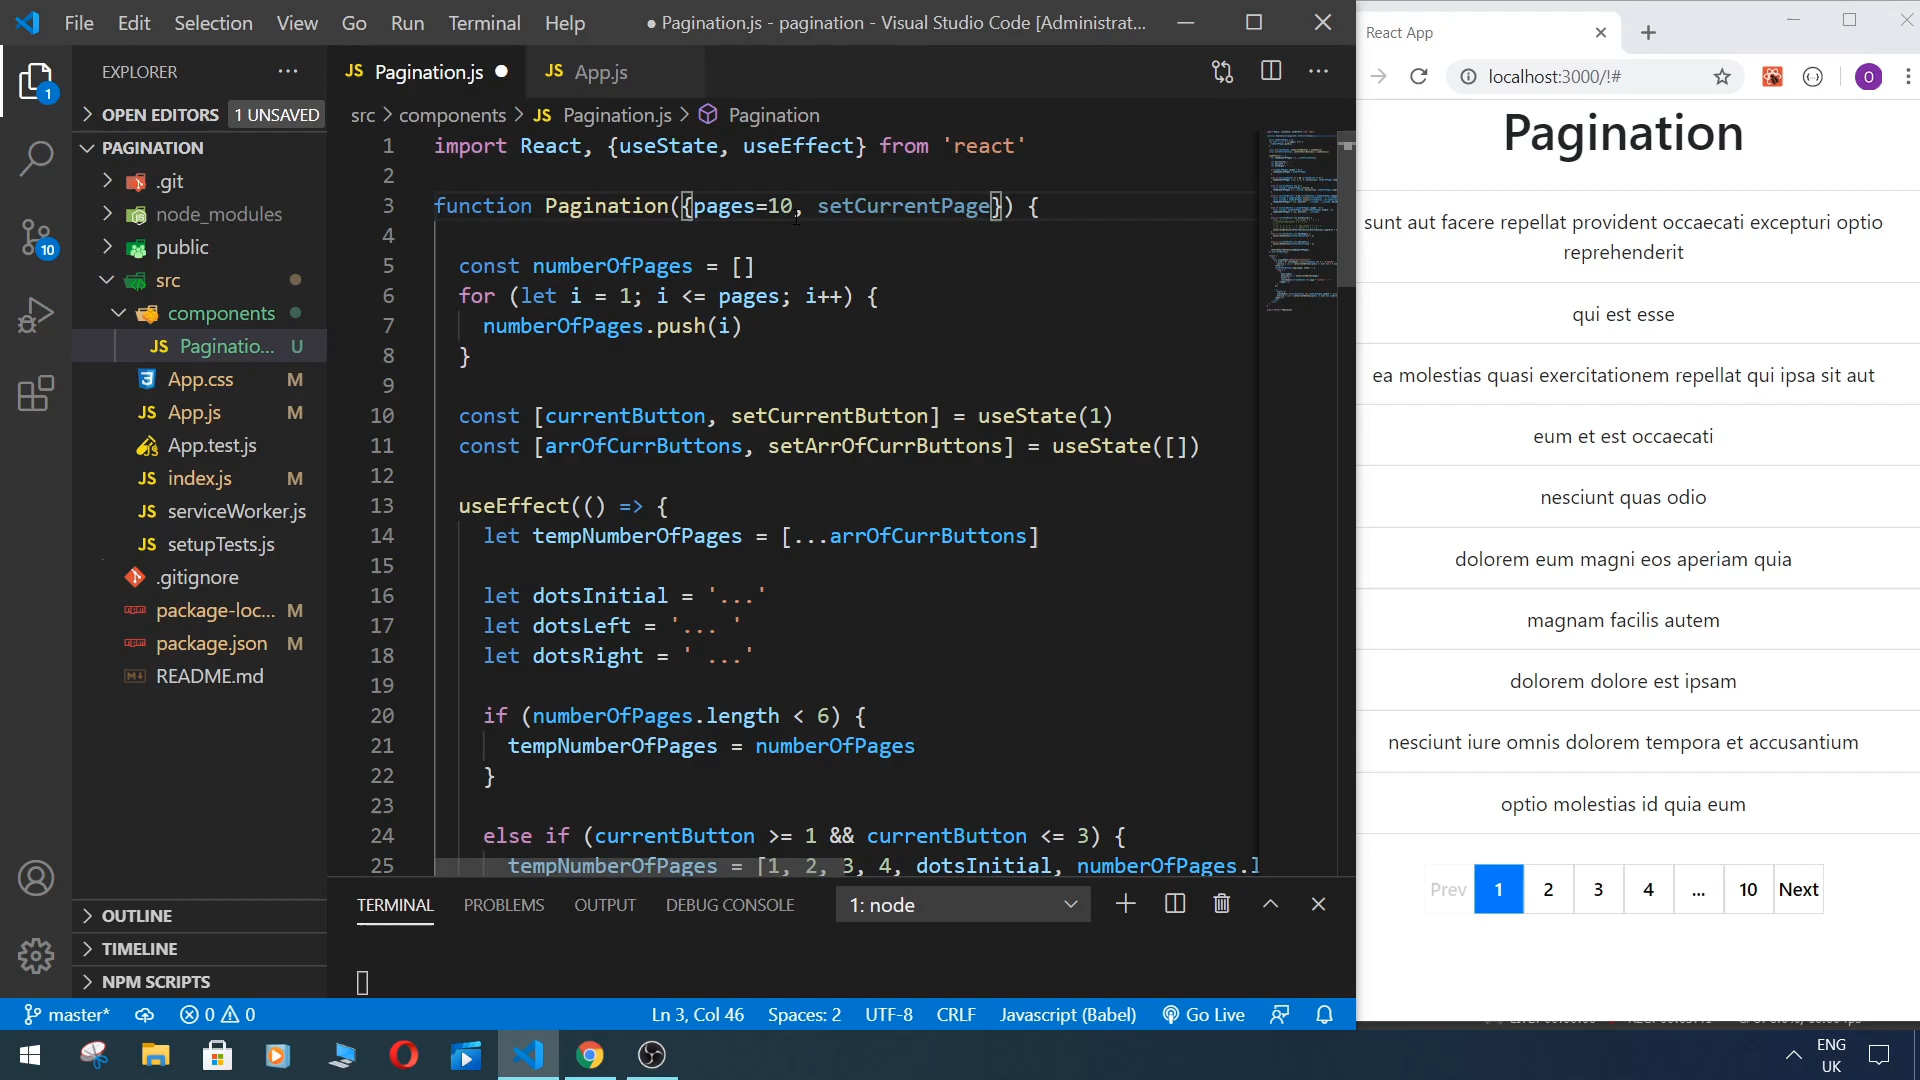 File Edit Selection View Go Run Terminal Help
● Pagination.js - pagination - Visual Studio Code [Administrat...
EXPLORER
OPEN EDITORS 1 UNSAVED
PAGINATION
.git
node_modules
public
src
components
JS Paginatio... U
App.css M
JS App.js M
App.test.js
JS index.js M
JS serviceWorker.js
JS setupTests.js
.gitignore
package-loc... M
package.json M
README.md
OUTLINE
TIMELINE
NPM SCRIPTS
1
10
JS Pagination.js ●
JS App.js
src > components > JS Pagination.js > Pagination
1 import React, {useState, useEffect} from 'react'
2
3 function Pagination({pages=10, setCurrentPage}) {
4
5 const numberOfPages = []
6 for (let i = 1; i <= pages; i++) {
7 numberOfPages.push(i)
8 }
9
10 const [currentButton, setCurrentButton] = useState(1)
11 const [arrOfCurrButtons, setArrOfCurrButtons] = useState([])
12
13 useEffect(() => {
14 let tempNumberOfPages = [...arrOfCurrButtons]
15
16 let dotsInitial = '...'
17 let dotsLeft = '... '
18 let dotsRight = ' ...'
19
20 if (numberOfPages.length < 6) {
21 tempNumberOfPages = numberOfPages
22 }
23
24 else if (currentButton >= 1 && currentButton <= 3) {
25 tempNumberOfPages = [1, 2, 3, 4, dotsInitial, numberOfPages.l
TERMINAL PROBLEMS OUTPUT DEBUG CONSOLE 1: node
master* 0 0 Ln 3, Col 46 Spaces: 2 UTF-8 CRLF Javascript (Babel) Go Live
React App
localhost:3000/!#
O
Pagination
sunt aut facere repellat provident occaecati excepturi optio
reprehenderit
qui est esse
ea molestias quasi exercitationem repellat qui ipsa sit aut
eum et est occaecati
nesciunt quas odio
dolorem eum magni eos aperiam quia
magnam facilis autem
dolorem dolore est ipsam
nesciunt iure omnis dolorem tempora et accusantium
optio molestias id quia eum
Prev 1 2 3 4 ... 10 Next
ENG
UK